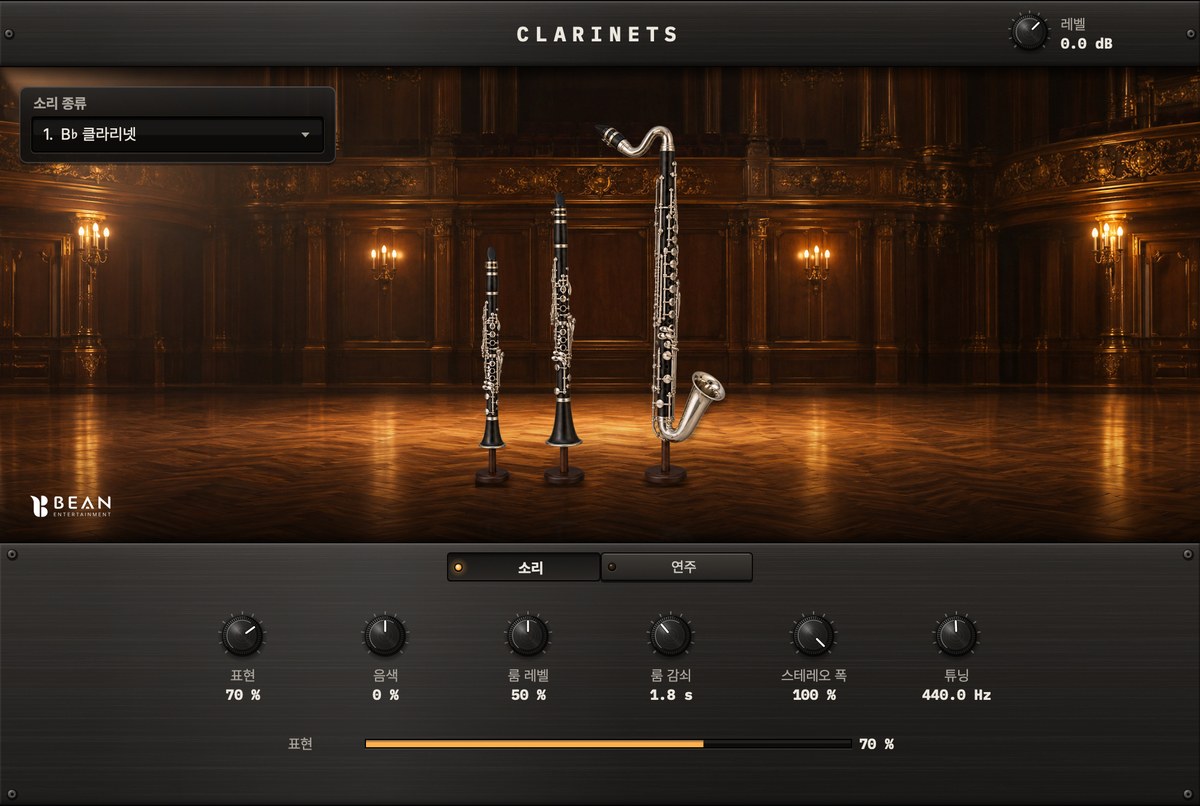 CLARINETS
레벨
0.0 dB
소리 종류
1. B♭ 클라리넷
BEAN
ENTERTAINMENT
소리
연주
표현
70 %
음색
0 %
룸 레벨
50 %
룸 감쇠
1.8 s
스테레오 폭
100 %
튜닝
440.0 Hz
표현
70 %